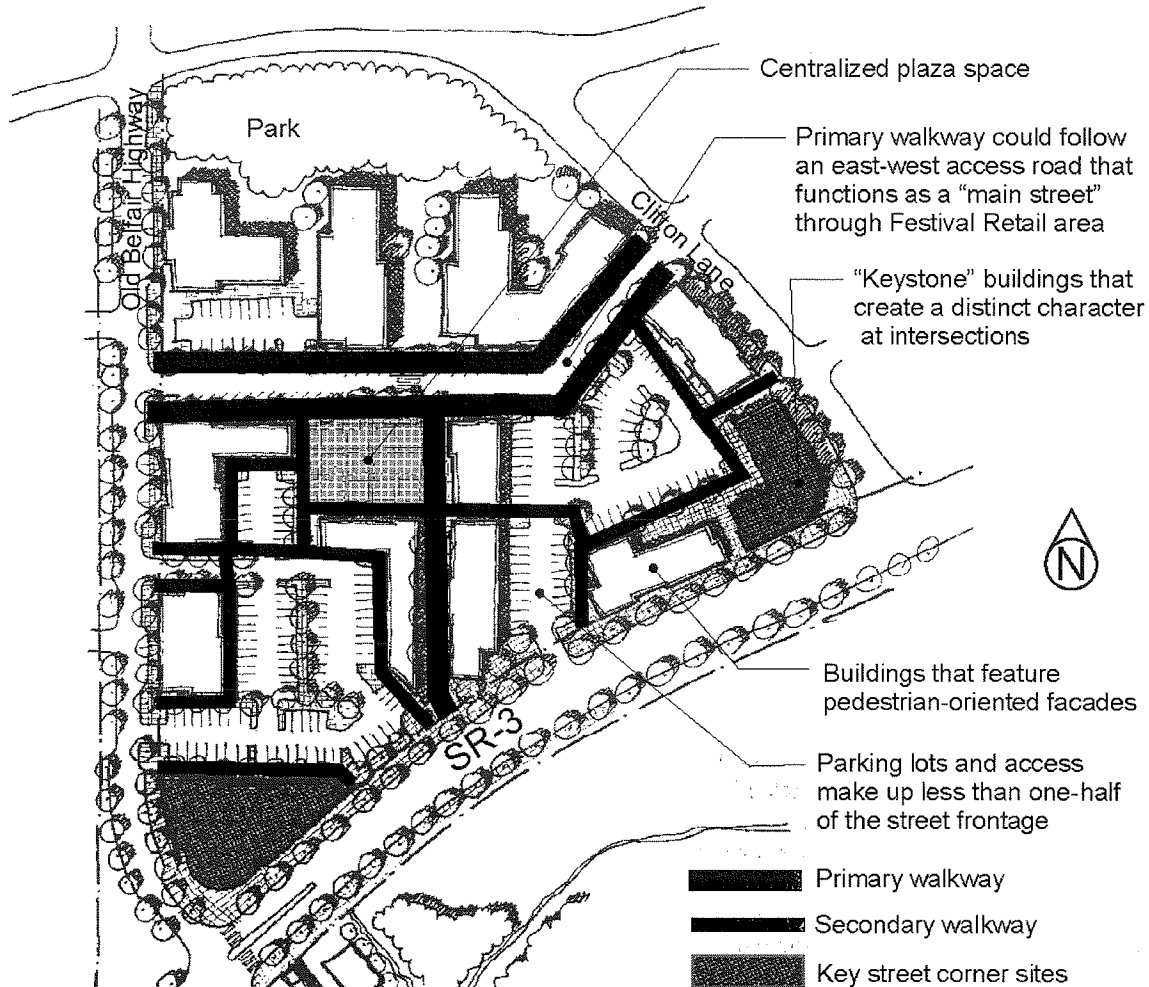 Centralized plaza space
Park
Old Belfair Highway
Primary walkway could follow
an east-west access road that
functions as a “main street”
through Festival Retail area
Clifton Lane
“Keystone” buildings that
create a distinct character
at intersections
N
Buildings that feature
pedestrian-oriented facades
SR-3
Parking lots and access
make up less than one-half
of the street frontage
Primary walkway
Secondary walkway
Key street corner sites